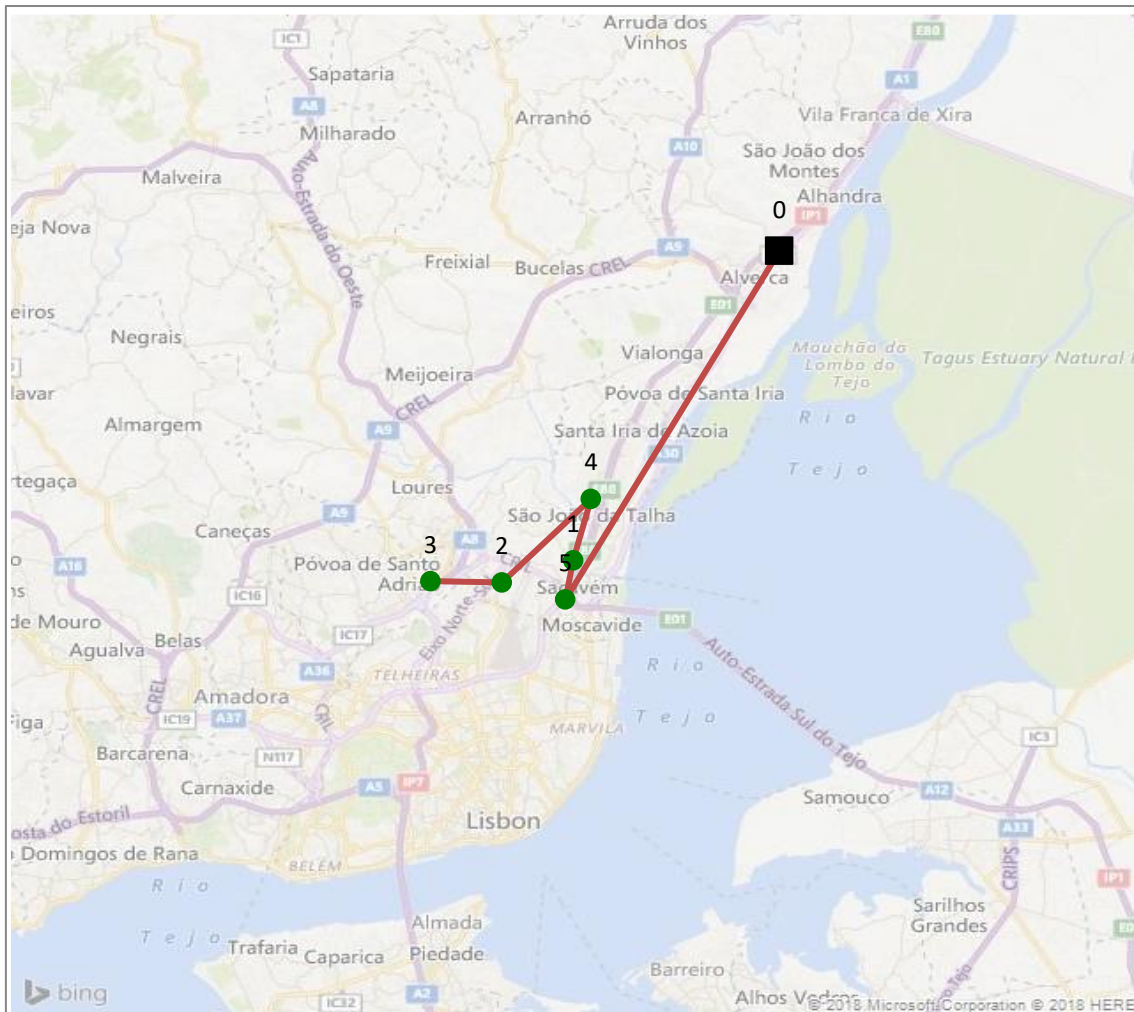 Arruda dos
Vinhos
E80
IC1
A1
Sapataria
A8
Arranhó
Vila Franca de Xira
Milharado
A10
São João dos
Montes
Malveira
Auto-Estrada do Oeste
Alhandra
0
IP1
eja Nova
A9
Freixial
Bucelas
CREL
Alverca
eiros
E01
Negrais
Vialonga
Mouchão do
Lombo do
Tejo
Tagus Estuary Natural
Meijoeira
lavar
Póvoa de Santa Iria
CREL
Rio
Almargem
A9
Santa Iria de Azoia
Tejo
A30
4
rtegaça
Loures
E80
A9
São João da Talha
Caneças
1
A8
3
2
CRIL
A16
Póvoa de Santo
5
Adria
Sacavém
IC16
de Mouro
Eixo Norte-S
Moscavide
E01
IC17
Belas
Agualva
Rio
Auto-Estrada Sul do Tejo
A36
TELHEIRAS
CREL
Amadora
Tejo
Figa
IC19
A37
CRIL
MARVILA
IC3
Barcarena
N117
Carnaxide
A5
IP7
A12
Samouco
osta do Estoril
Lisbon
A33
Domingos de Rana
BELÉM
CRIPS
IP1
Rio
Sarilhos
Grandes
Almada
Tejo
Trafaria
Caparica
Piedade
Barreiro
bing
IC32
A2
Alhos Vedros
© 2018 Microsoft Corporation © 2018 HERE